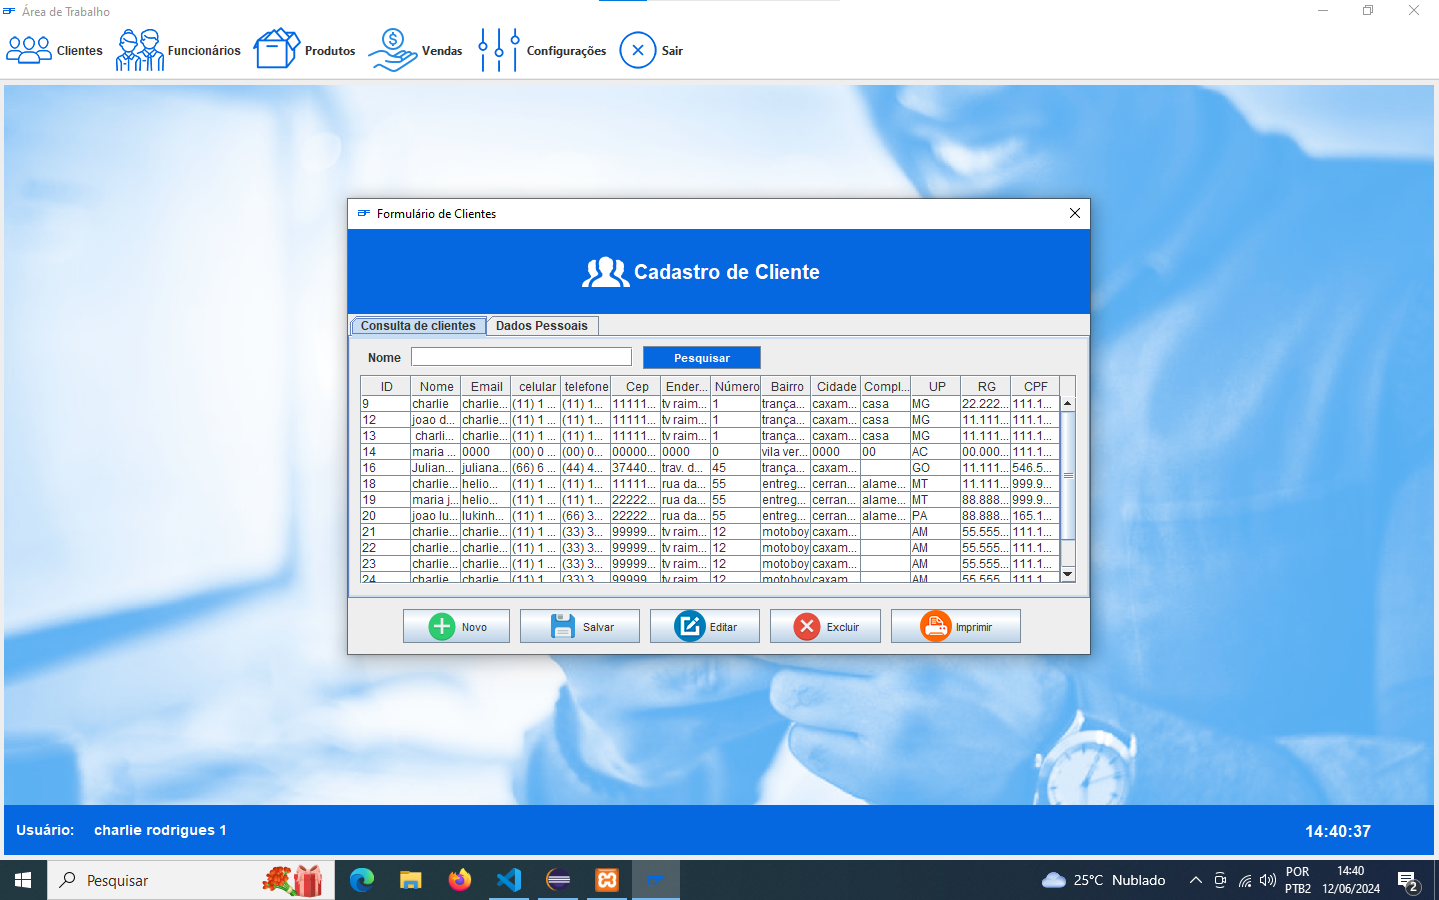 Área de Trabalho
Clientes Funcionários Produtos Vendas Configurações Sair
Formulário de Clientes
Cadastro de Cliente
Consulta de clientes Dados Pessoais
Nome Pesquisar
ID Nome Email celular telefone Cep Ender... Número Bairro Cidade Compl... UP RG CPF
9 charlie charlie... (11) 1 ... (11) 1... 11111... tv raim... 1 trança... caxam... casa MG 22.222... 111.1...
12 joao d... charlie... (11) 1 ... (11) 1... 11111... tv raim... 1 trança... caxam... casa MG 11.111... 111.1...
13 charli... charlie... (11) 1 ... (11) 1... 11111... tv raim... 1 trança... caxam... casa MG 11.111... 111.1...
14 maria ... 0000 (00) 0 ... (00) 0... 00000... 0000 0 vila ver... 0000 00 AC 00.000... 111.1...
16 Julian... juliana... (66) 6 ... (44) 4... 37440... trav. d... 45 trança... caxam... GO 11.111... 546.5...
18 charlie... helio... (11) 1 ... (11) 1... 11111... rua da... 55 entreg... cerran... alame... MT 11.111... 999.9...
19 maria j... helio... (11) 1 ... (11) 1... 22222... rua da... 55 entreg... cerran... alame... MT 88.888... 999.9...
20 joao lu... lukinh... (11) 1 ... (66) 3... 22222... rua da... 55 entreg... cerran... alame... PA 88.888... 165.1...
21 charlie... charlie... (11) 1 ... (33) 3... 99999... tv raim... 12 motoboy caxam... AM 55.555... 111.1...
22 charlie... charlie... (11) 1 ... (33) 3... 99999... tv raim... 12 motoboy caxam... AM 55.555... 111.1...
23 charlie... charlie... (11) 1 ... (33) 3... 99999... tv raim... 12 motoboy caxam... AM 55.555... 111.1...
24 charlie... charlie... (11) 1 ... (33) 3... 99999... tv raim... 12 motoboy caxam... AM 55.555... 111.1...
Novo Salvar Editar Excluir Imprimir
Usuário: charlie rodrigues 1 14:40:37
Pesquisar 25°C Nublado POR 14:40
PTB2 12/06/2024 2